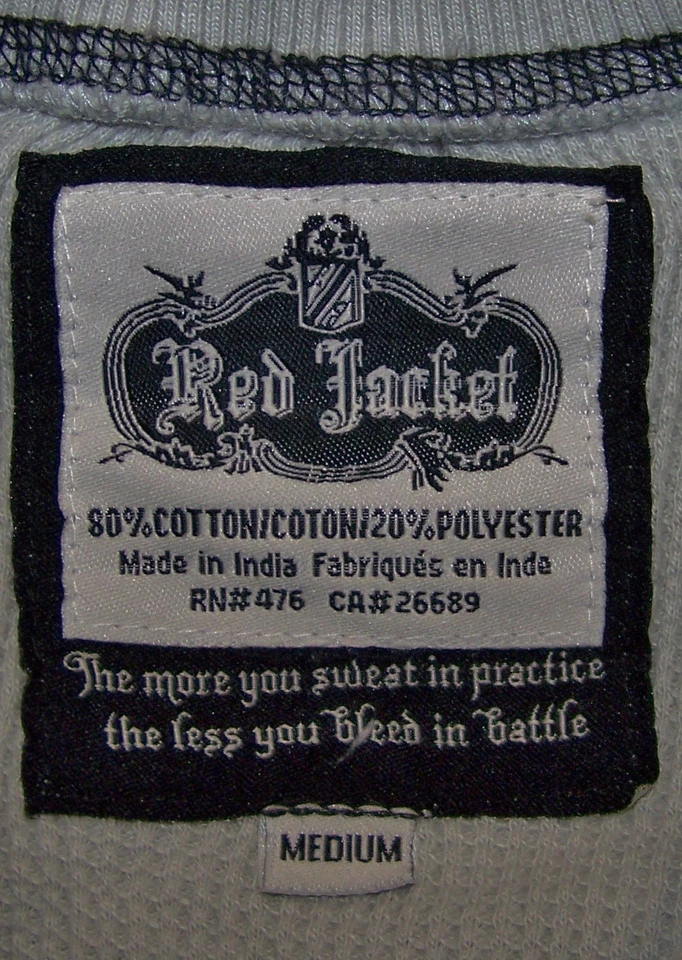 Red Jacket
80%COTTON/COTON/20%POLYESTER
Made in India Fabriqués en Inde
RN#476 CA#26689
The more you sweat in practice
the less you bleed in battle
MEDIUM